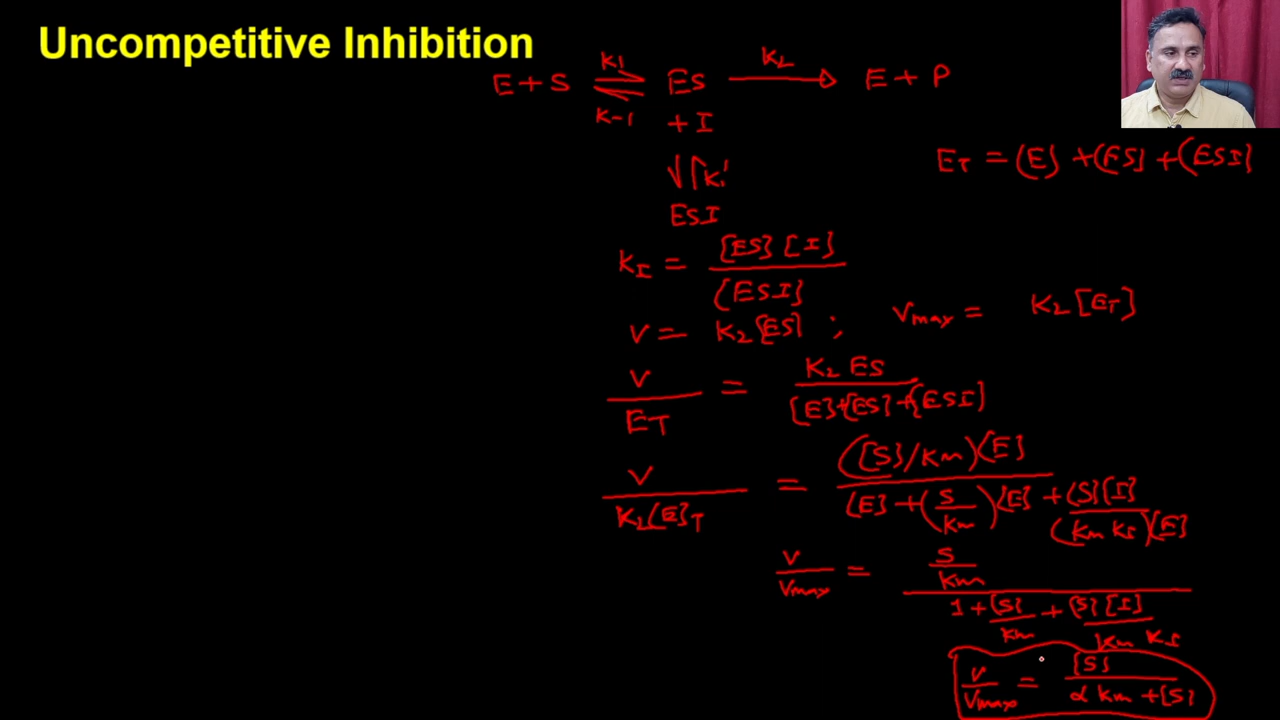 Uncompetitive Inhibition
E + S ⇌ ES → E + P
K1
K2
K-1
+ I
ET = [E] + [ES] + [ESI]
ESI
KI = [ES] [I] / [ESI]
V = K2 [ES] ; Vmax = K2 [ET]
V / ET = K2 ES / [E] + [ES] + [ESI]
V / K2 [E]T = ([S]/Km) [E] / [E] + (S/Km) [E] + [S] [I] / (Km KI) [E]
V / Vmax = S/Km / 1 + [S]/Km + [S] [I] / Km KI
V / Vmax = [S] / α Km + [S]